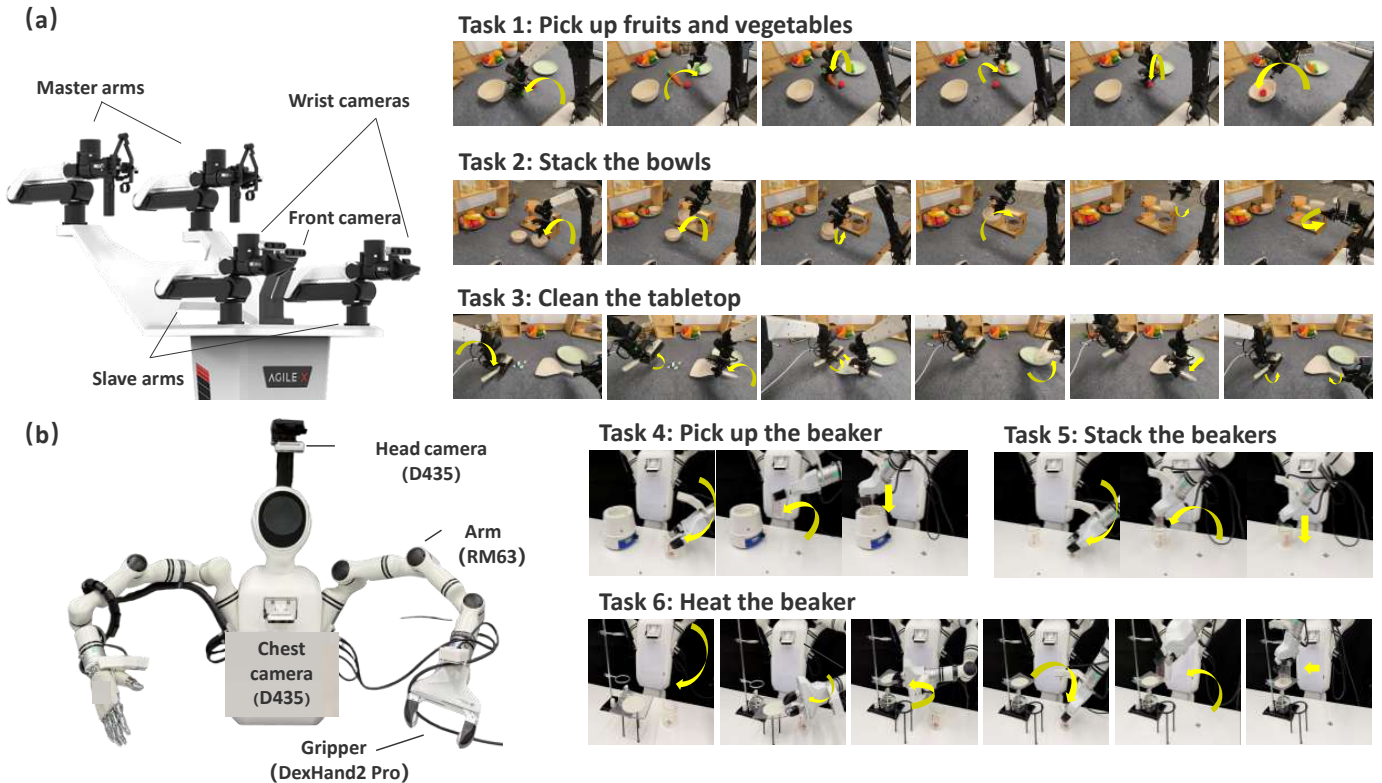 (a)
Task 1: Pick up fruits and vegetables
Master arms
Wrist cameras
Task 2: Stack the bowls
Front camera
Task 3: Clean the tabletop
Slave arms
AGILE·X
(b)
Task 4: Pick up the beaker
Task 5: Stack the beakers
Head camera
(D435)
Arm
(RM63)
Task 6: Heat the beaker
Chest
camera
(D435)
Gripper
(DexHand2 Pro)